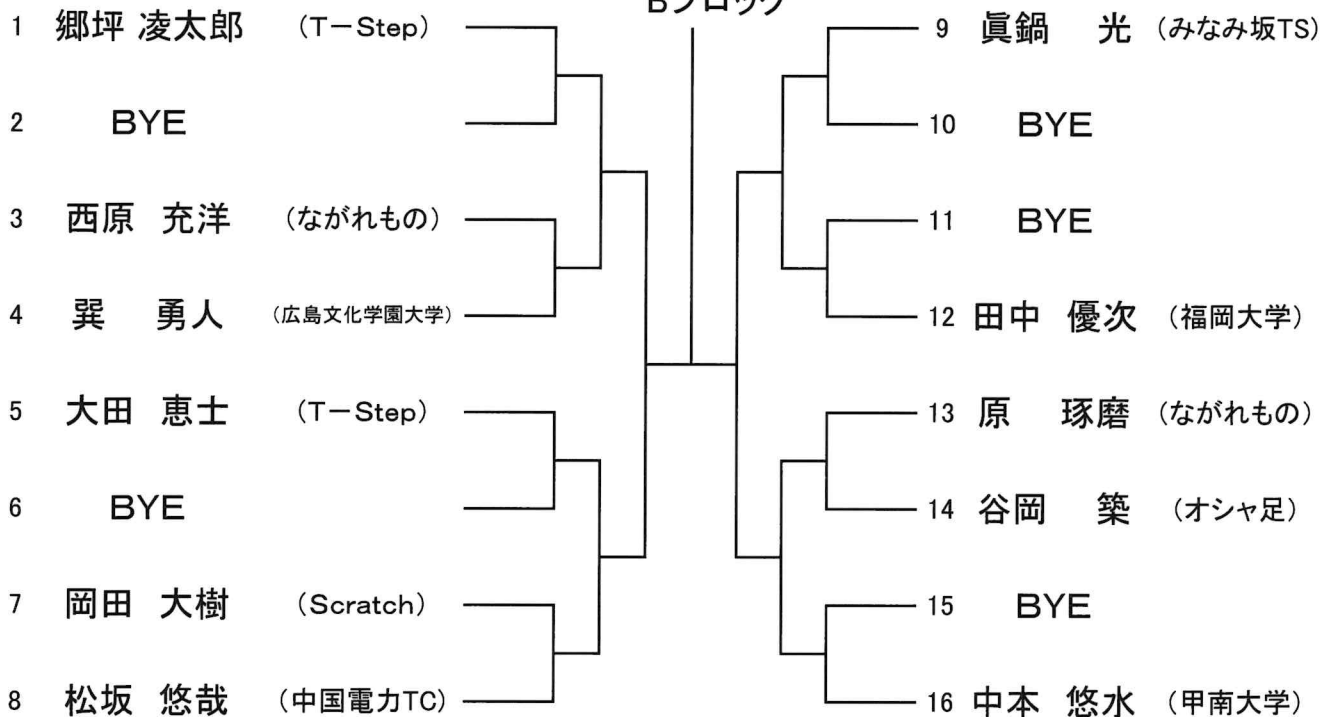 Bブロック
1 郷坪 凌太郎 (T-Step)
2 BYE
3 西原 充洋 (ながれもの)
4 巽 勇人 (広島文化学園大学)
5 大田 恵士 (T-Step)
6 BYE
7 岡田 大樹 (Scratch)
8 松坂 悠哉 (中国電力TC)
9 眞鍋 光 (みなみ坂TS)
10 BYE
11 BYE
12 田中 優次 (福岡大学)
13 原 琢磨 (ながれもの)
14 谷岡 築 (オシャ足)
15 BYE
16 中本 悠水 (甲南大学)